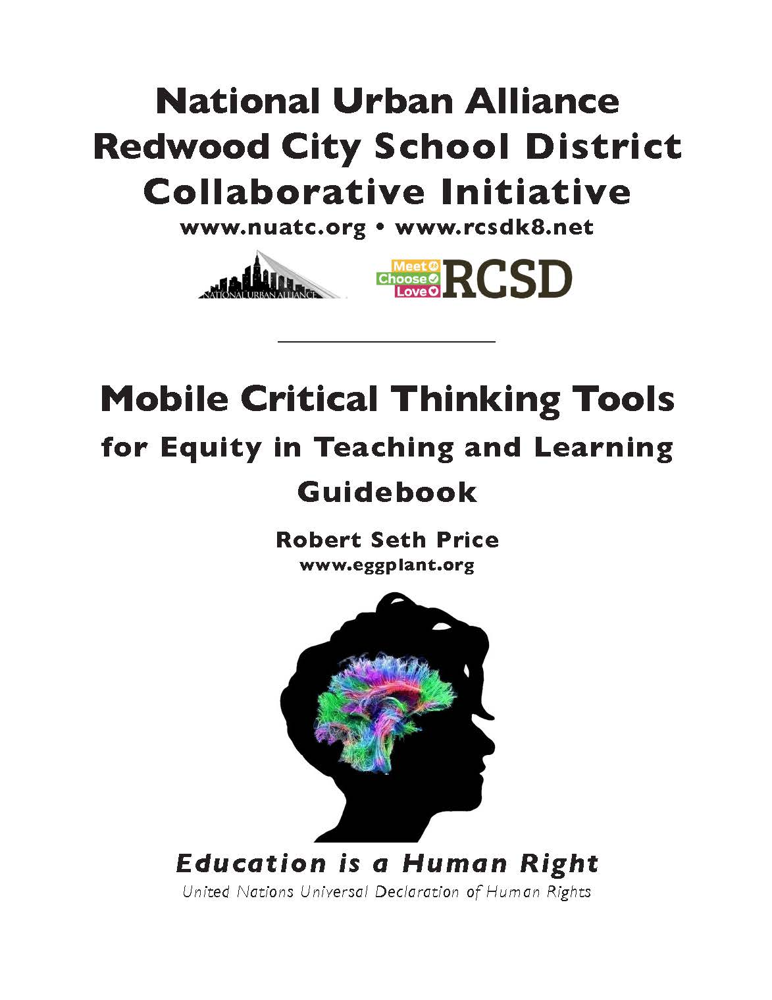 National Urban Alliance
Redwood City School District
Collaborative Initiative
www.nuatc.org • www.rcsdk8.net
NATIONAL URBAN ALLIANCE
Meet
Choose
Love
RCSD
Mobile Critical Thinking Tools
for Equity in Teaching and Learning
Guidebook
Robert Seth Price
www.eggplant.org
Education is a Human Right
United Nations Universal Declaration of Human Rights